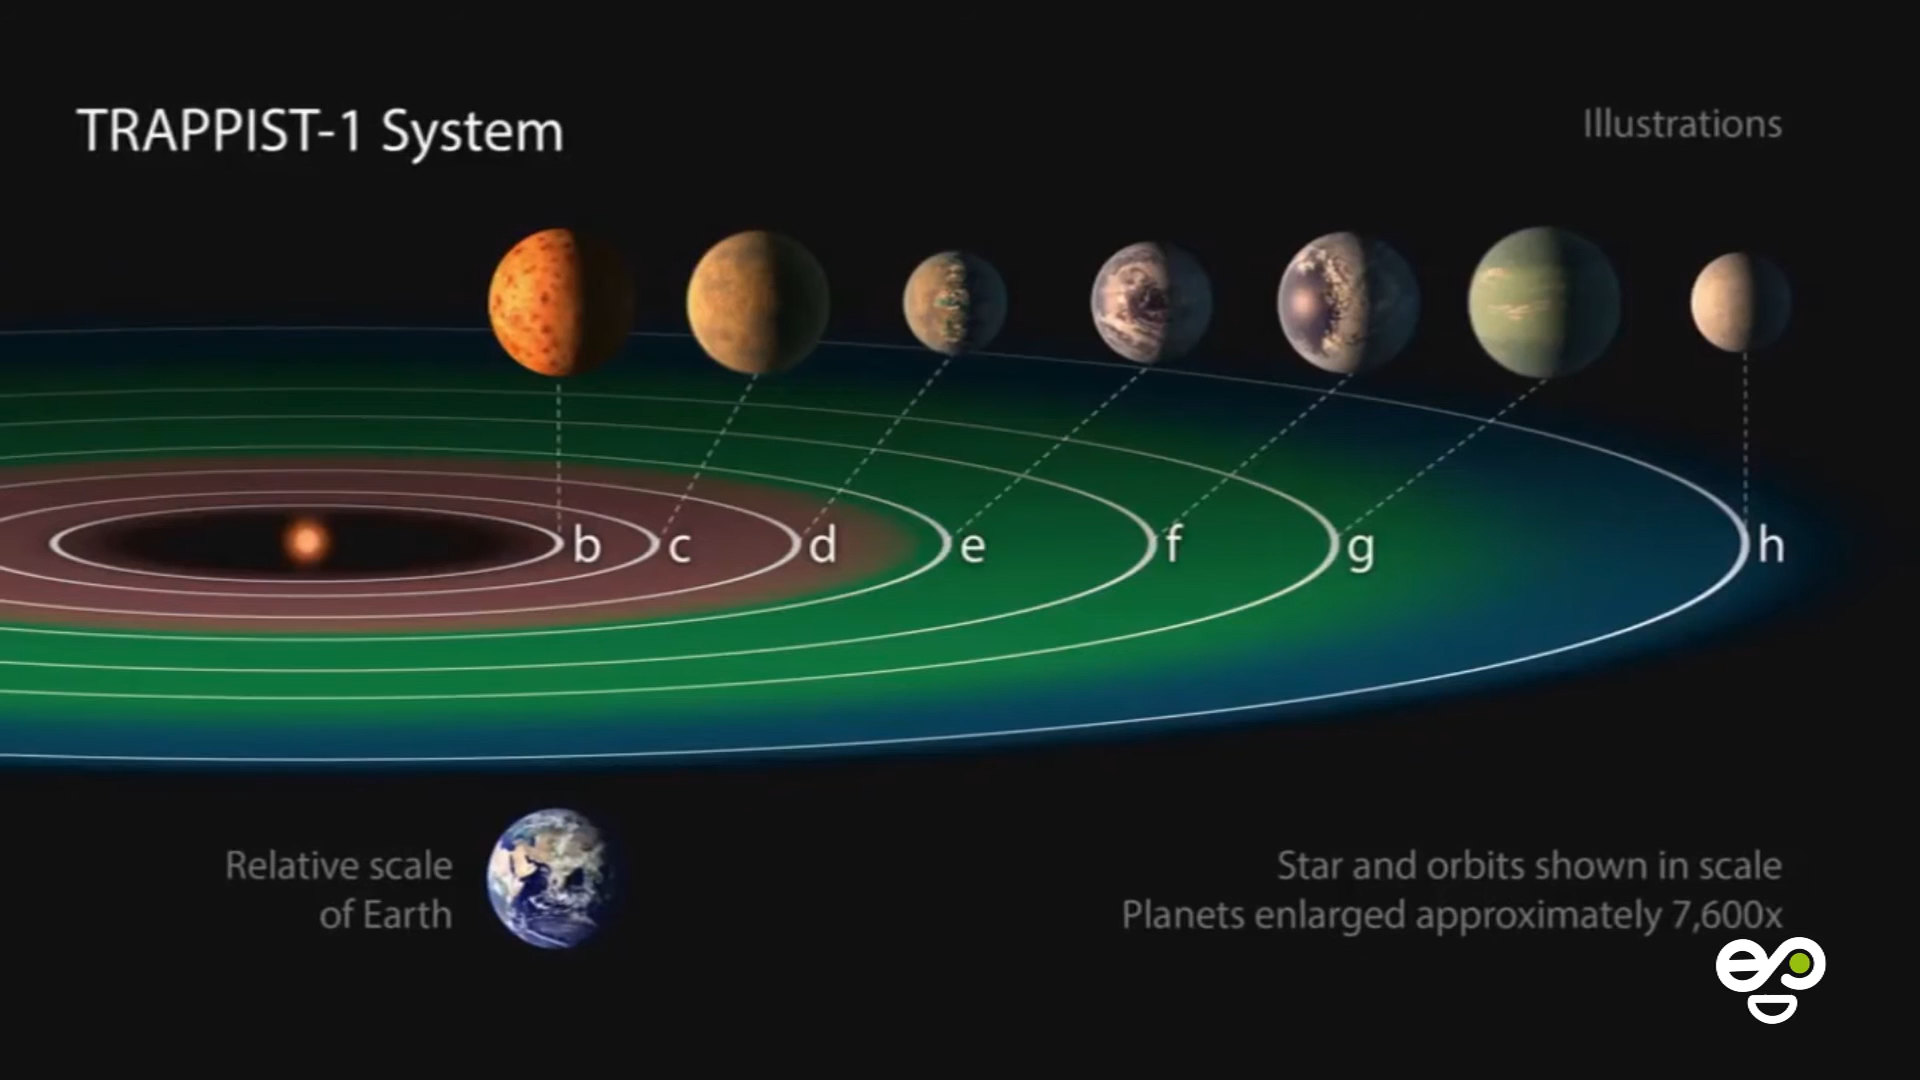 TRAPPIST-1 System
Illustrations
b
c
d
e
f
g
h
Relative scale
of Earth
Star and orbits shown in scale
Planets enlarged approximately 7,600x